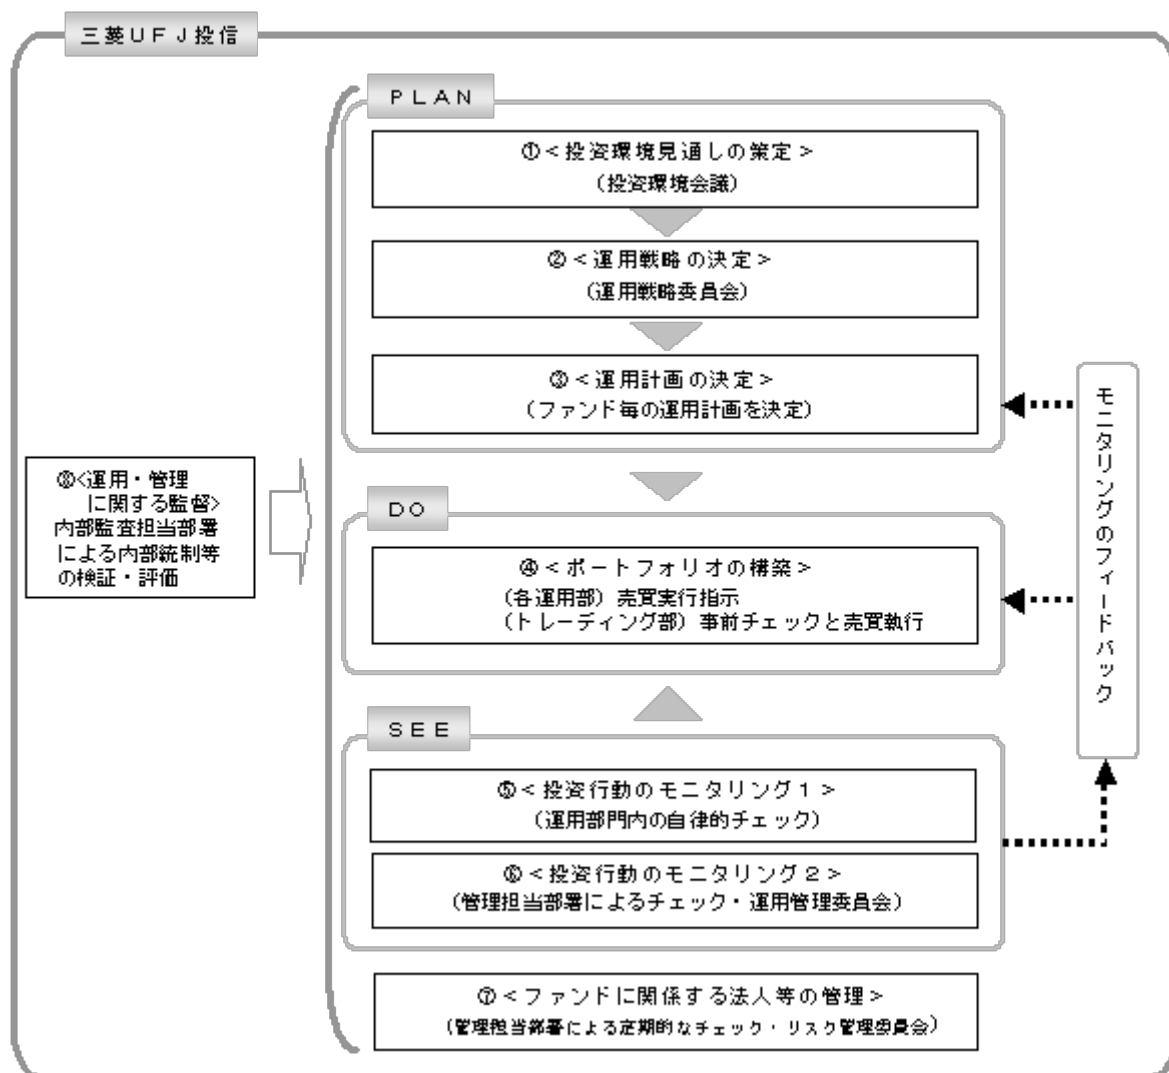 三菱ＵＦＪ投信
ＰＬＡＮ
①＜投資環境見通しの策定＞
（投資環境会議）
②＜運用戦略の決定＞
（運用戦略委員会）
③＜運用計画の決定＞
（ファンド毎の運用計画を決定）
モニタリングのフィードバック
⑧＜運用・管理
に関する監督＞
内部監査担当部署
による内部統制等
の検証・評価
ＤＯ
④＜ポートフォリオの構築＞
（各運用部）売買実行指示
（トレーディング部）事前チェックと売買執行
ＳＥＥ
⑤＜投資行動のモニタリング１＞
（運用部門内の自律的チェック）
⑥＜投資行動のモニタリング２＞
（管理担当部署によるチェック・運用管理委員会）
⑦＜ファンドに関係する法人等の管理＞
（管理担当部署による定期的なチェック・リスク管理委員会）